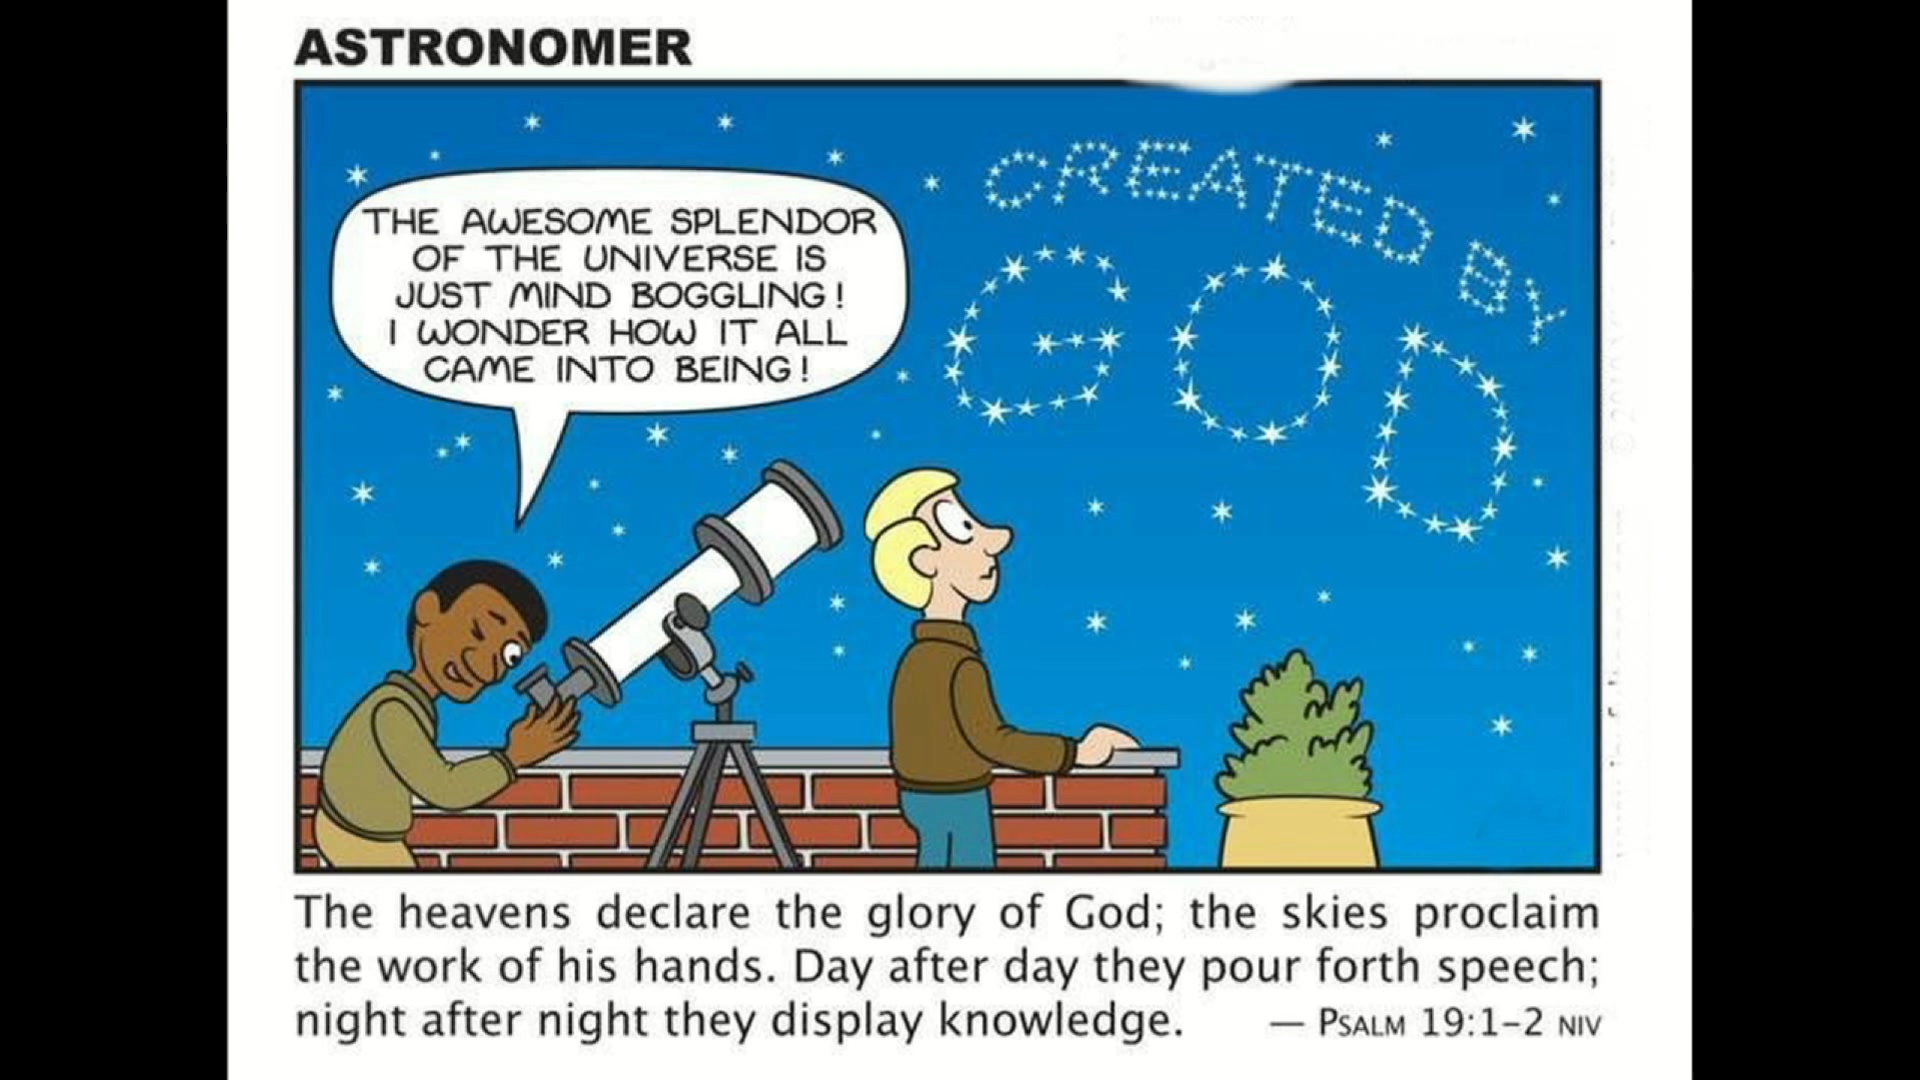 ASTRONOMER
THE AWESOME SPLENDOR
OF THE UNIVERSE IS
JUST MIND BOGGLING!
I WONDER HOW IT ALL
CAME INTO BEING!
CREATED BY
GOD
The heavens declare the glory of God; the skies proclaim
the work of his hands. Day after day they pour forth speech;
night after night they display knowledge. — PSALM 19:1–2 NIV